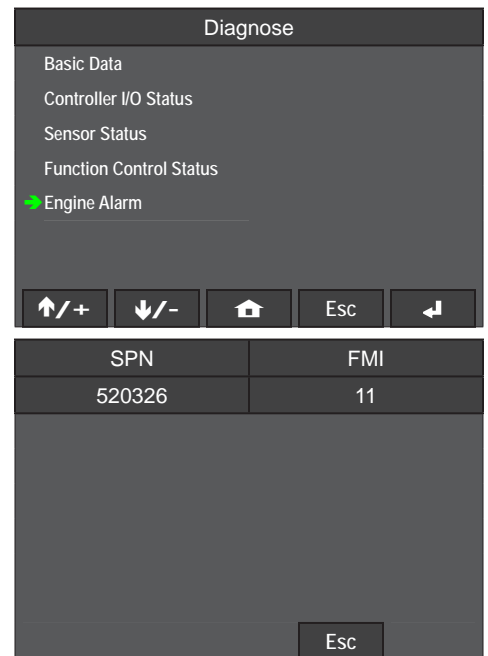 Diagnose
Basic Data
Controller I/O Status
Sensor Status
Function Control Status
Engine Alarm
↑/+ ↓/- Esc
SPN FMI
520326 11
Esc